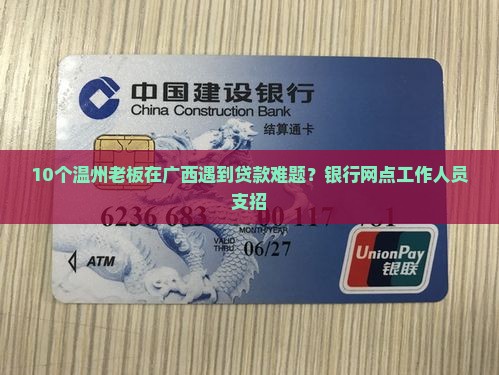 中国建设银行
China Construction Bank
结算通卡
10个温州老板在广西遇到贷款难题？银行网点工作人员
支招
MONTH/YEAR
VALID
THRU
06/27
ATM
UnionPay
银联